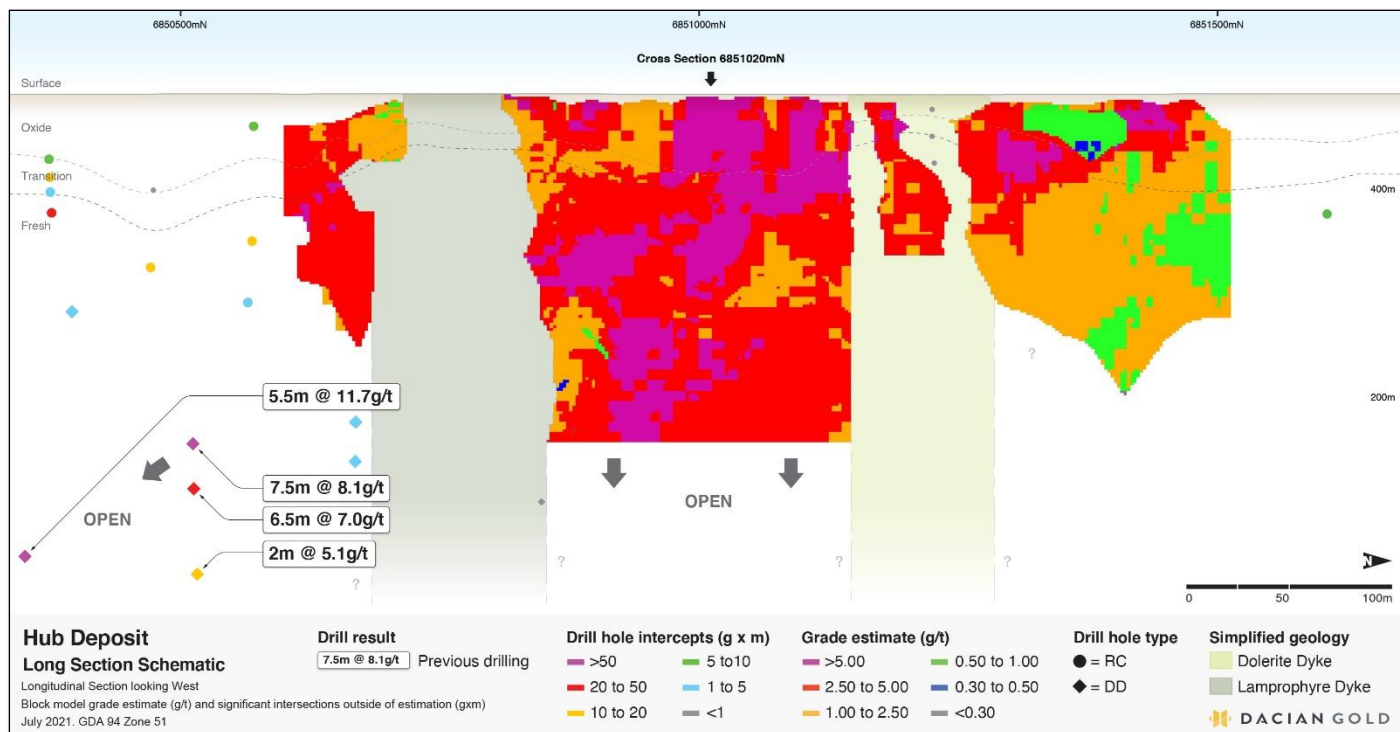 6850500mN
6851000mN
6851500mN
Cross Section 6851020mN
Surface
Oxide
Transition
Fresh
400m
200m
5.5m @ 11.7g/t
7.5m @ 8.1g/t
6.5m @ 7.0g/t
2m @ 5.1g/t
OPEN
OPEN
?
?
?
?
?
N
0 50 100m
Hub Deposit
Long Section Schematic
Longitudinal Section looking West
Block model grade estimate (g/t) and significant intersections outside of estimation (gxm)
July 2021. GDA 94 Zone 51
Drill result
7.5m @ 8.1g/t Previous drilling
Drill hole intercepts (g x m)
>50
20 to 50
10 to 20
5 to10
1 to 5
<1
Grade estimate (g/t)
>5.00
2.50 to 5.00
1.00 to 2.50
0.50 to 1.00
0.30 to 0.50
<0.30
Drill hole type
= RC
= DD
Simplified geology
Dolerite Dyke
Lamprophyre Dyke
DACIAN GOLD